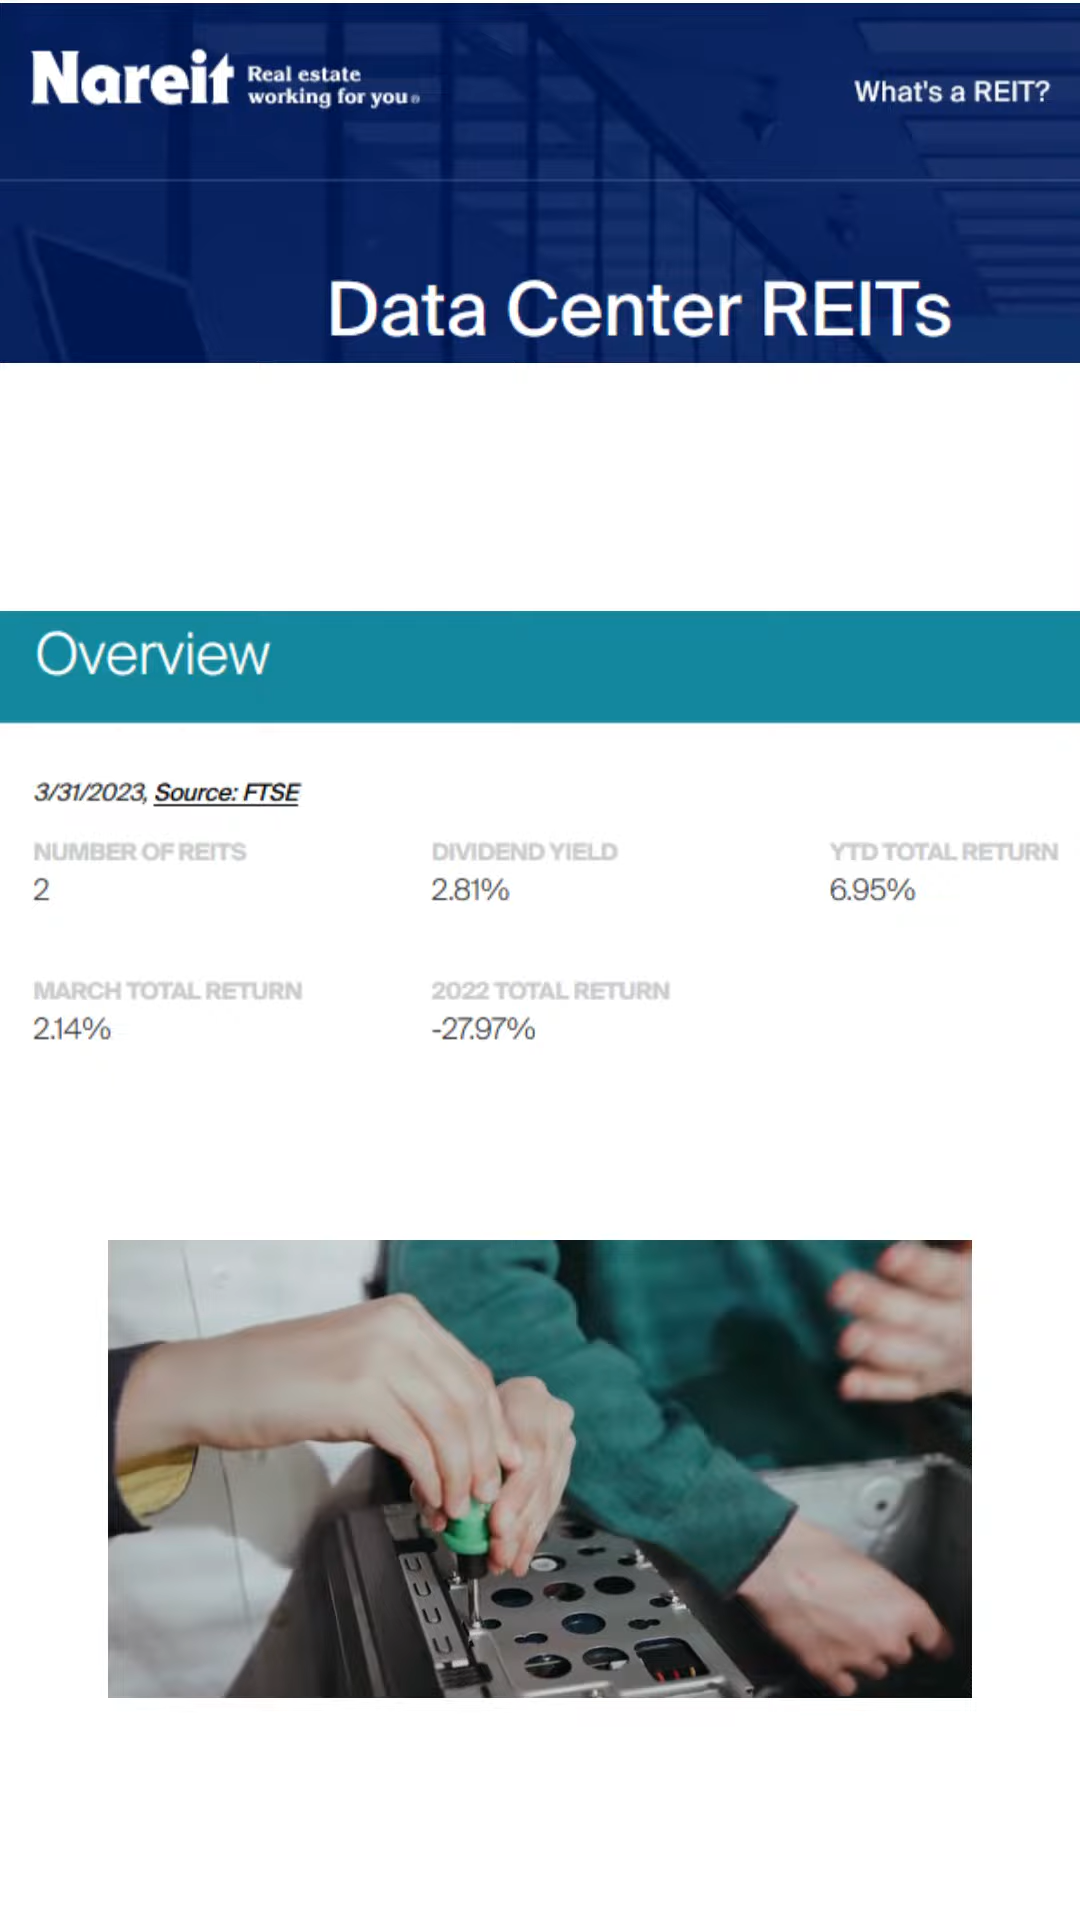 Nareit Real estate
working for you®
What's a REIT?
Data Center REITs
Overview
3/31/2023, Source: FTSE
NUMBER OF REITS DIVIDEND YIELD YTD TOTAL RETURN
2 2.81% 6.95%
MARCH TOTAL RETURN 2022 TOTAL RETURN
2.14% -27.97%